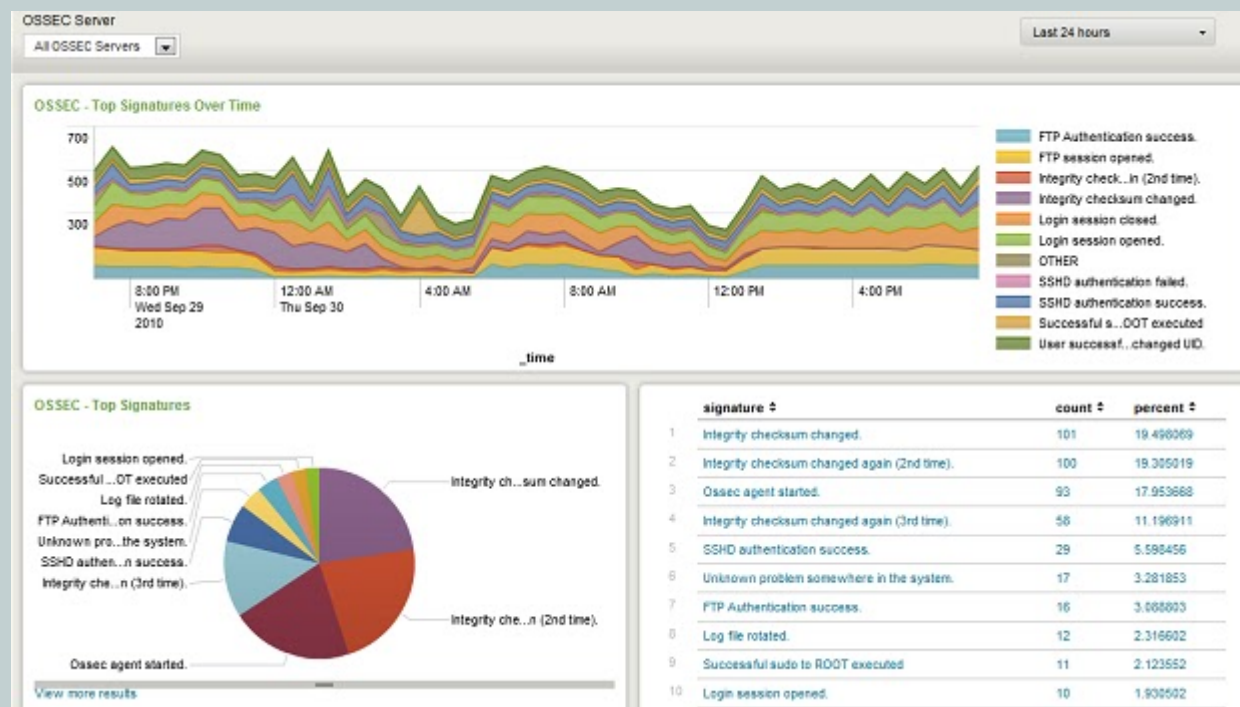 OSSEC Server
All OSSEC Servers
Last 24 hours
OSSEC - Top Signatures Over Time
700
500
300
8:00 PM
Wed Sep 29
2010
12:00 AM
Thu Sep 30
4:00 AM
8:00 AM
12:00 PM
4:00 PM
_time
FTP Authentication success.
FTP session opened.
Integrity check...in (2nd time).
Integrity checksum changed.
Login session closed.
Login session opened.
OTHER
SSHD authentication failed.
SSHD authentication success.
Successful s...OOT executed
User successf...changed UID.
OSSEC - Top Signatures
Login session opened.
Successful ...OT executed
Log file rotated.
FTP Authenti...on success.
Unknown pro...the system.
SSHD authen...n success.
Integrity che...n (3rd time).
Ossec agent started.
Integrity ch...sum changed.
Integrity che...n (2nd time).
View more results
signature count percent
1 Integrity checksum changed. 101 19.498069
2 Integrity checksum changed again (2nd time). 100 19.305019
3 Ossec agent started. 93 17.953668
4 Integrity checksum changed again (3rd time). 58 11.196911
5 SSHD authentication success. 29 5.598456
6 Unknown problem somewhere in the system. 17 3.281853
7 FTP Authentication success. 16 3.088803
8 Log file rotated. 12 2.316602
9 Successful sudo to ROOT executed 11 2.123552
10 Login session opened. 10 1.930502